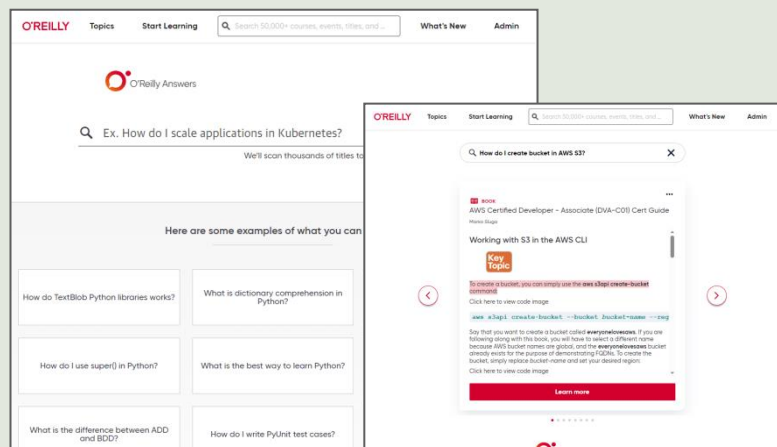 O'REILLY
Topics
Start Learning
Search 50,000+ courses, events, titles, and ...
What's New
Admin
O'Reilly Answers
Ex. How do I scale applications in Kubernetes?
We'll scan thousands of titles to
Here are some examples of what you can
How do TextBlob Python libraries works?
What is dictionary comprehension in
Python?
How do I use super() in Python?
What is the best way to learn Python?
What is the difference between ADD
and BDD?
How do I write PyUnit test cases?
O'REILLY
Topics
Start Learning
Search 50,000+ courses, events, titles, and ...
What's New
Admin
How do I create bucket in AWS S3?
BOOK
AWS Certified Developer - Associate (DVA-C01) Cert Guide
Marko Sluga
Working with S3 in the AWS CLI
Key
Topic
To create a bucket, you can simply use the aws s3api create-bucket
command:
Click here to view code image
aws s3api create-bucket --bucket bucket-name --reg
Say that you want to create a bucket called everyonelovesaws. If you are
following along with this book, you will have to select a different name
because AWS bucket names are global, and the everyonelovesaws bucket
already exists for the purpose of demonstrating FQDNs. To create the
bucket, simply replace bucket-name and set your desired region:
Click here to view code image
Learn more